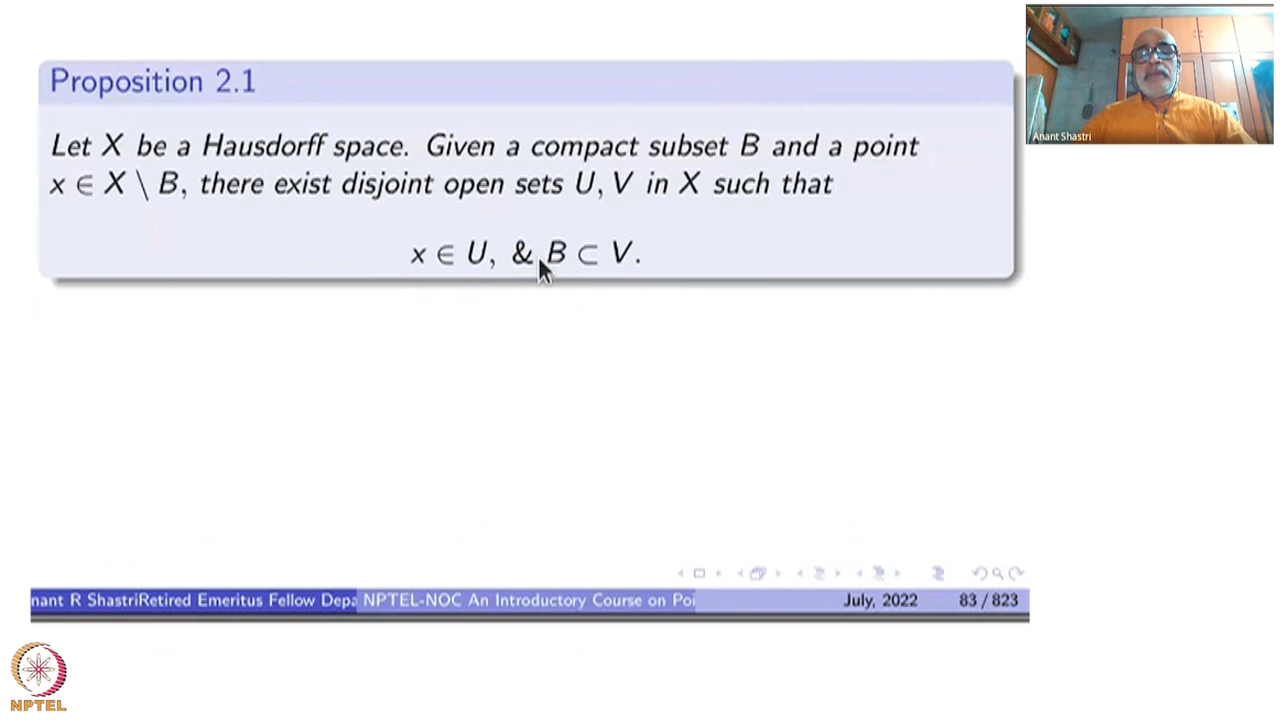 Proposition 2.1
Let X be a Hausdorff space. Given a compact subset B and a point
x ∈ X \ B, there exist disjoint open sets U, V in X such that
x ∈ U, & B ⊂ V.
Anant Shastri
nant R ShastriRetired Emeritus Fellow Depa NPTEL-NOC An Introductory Course on Poi July, 2022 83 / 823
NPTEL